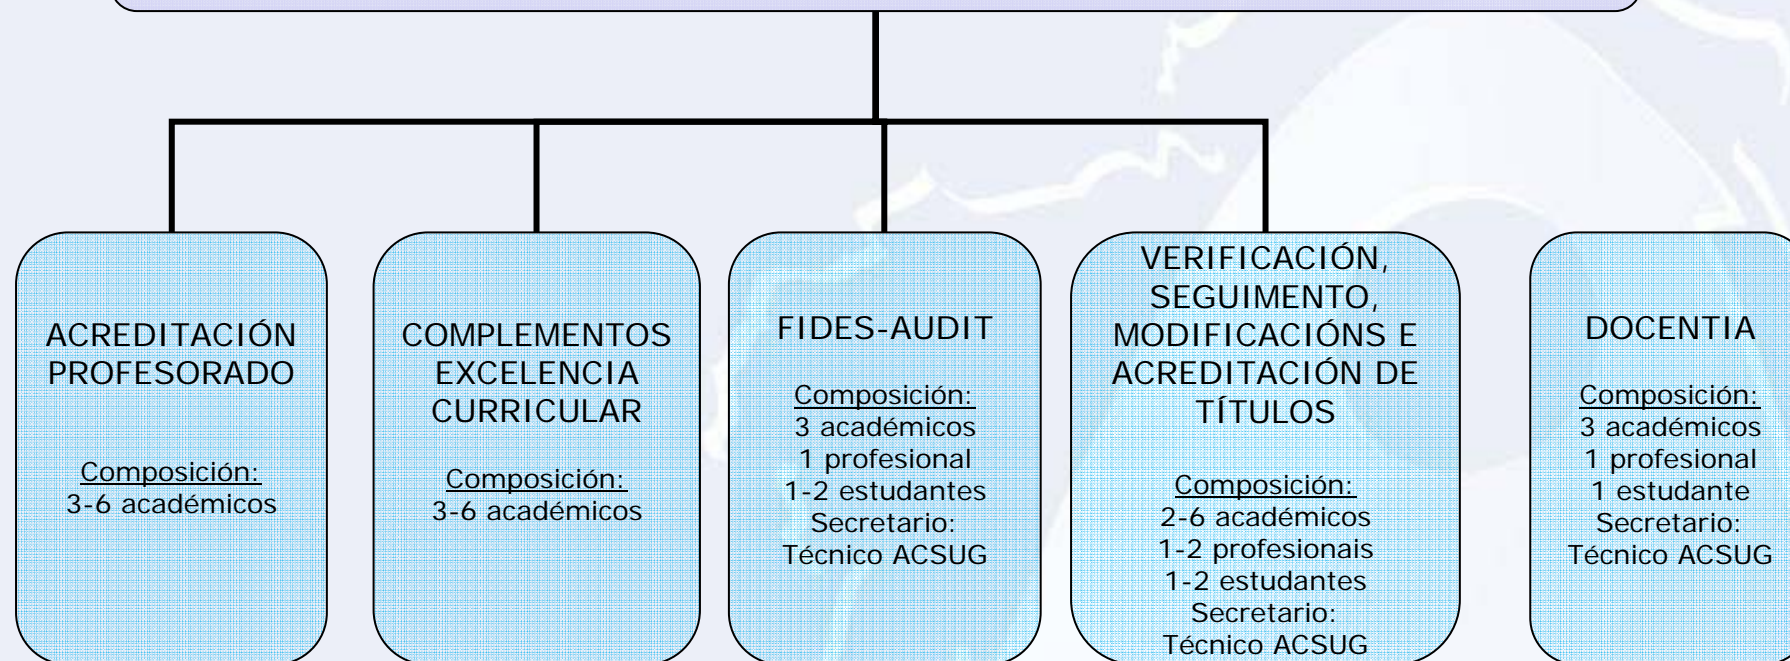 ACREDITACIÓN
PROFESORADO
Composición:
3-6 académicos
COMPLEMENTOS
EXCELENCIA
CURRICULAR
Composición:
3-6 académicos
FIDES-AUDIT
Composición:
3 académicos
1 profesional
1-2 estudantes
Secretario:
Técnico ACSUG
VERIFICACIÓN,
SEGUIMENTO,
MODIFICACIÓNS E
ACREDITACIÓN DE
TÍTULOS
Composición:
2-6 académicos
1-2 profesionais
1-2 estudantes
Secretario:
Técnico ACSUG
DOCENTIA
Composición:
3 académicos
1 profesional
1 estudante
Secretario:
Técnico ACSUG